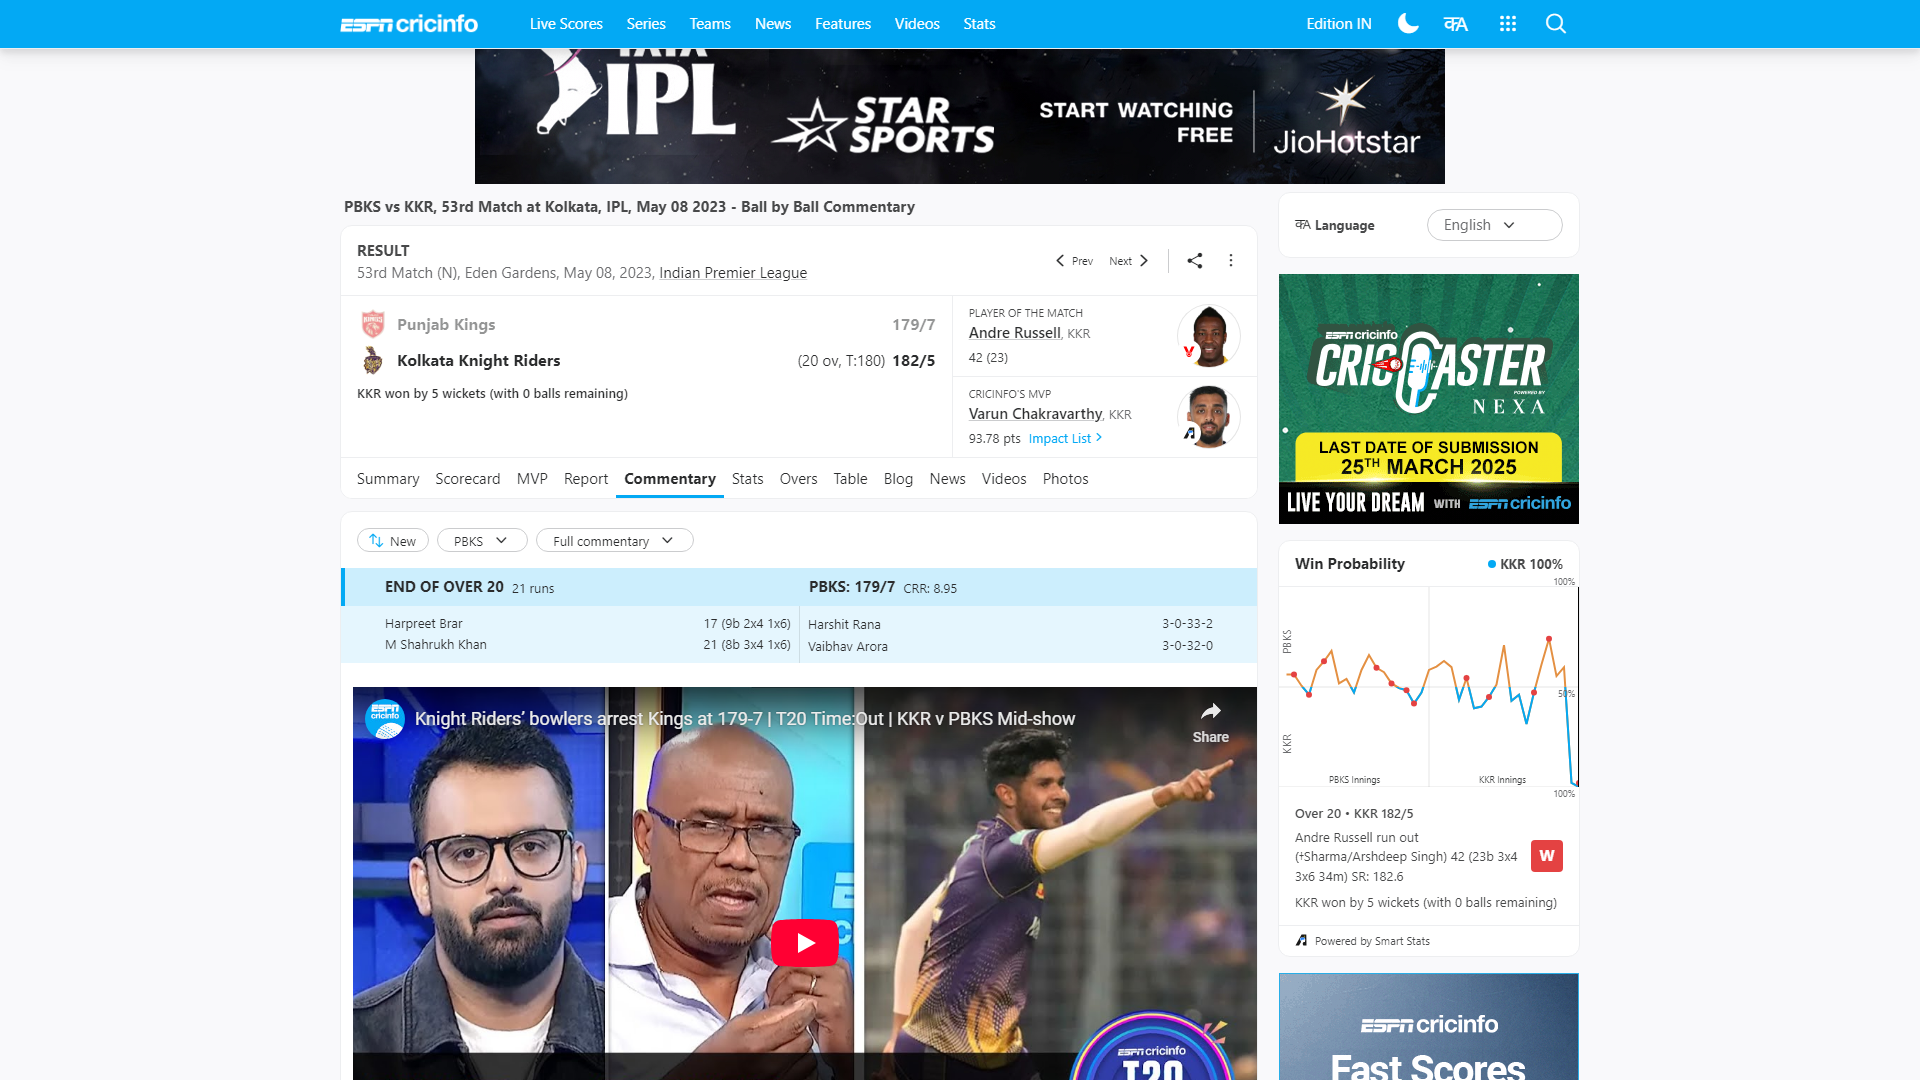 ESPN cricinfo
Live Scores Series Teams News Features Videos Stats
Edition IN
क A
TATA
IPL
STAR
SPORTS
START WATCHING
FREE
JioHotstar
PBKS vs KKR, 53rd Match at Kolkata, IPL, May 08 2023 - Ball by Ball Commentary
RESULT
53rd Match (N), Eden Gardens, May 08, 2023, Indian Premier League
Prev Next
Punjab Kings 179/7
Kolkata Knight Riders (20 ov, T:180) 182/5
KKR won by 5 wickets (with 0 balls remaining)
PLAYER OF THE MATCH
Andre Russell, KKR
42 (23)
CRICINFO'S MVP
Varun Chakravarthy, KKR
93.78 pts Impact List
Summary Scorecard MVP Report Commentary Stats Overs Table Blog News Videos Photos
New PBKS Full commentary
END OF OVER 20 21 runs PBKS: 179/7 CRR: 8.95
Harpreet Brar 17 (9b 2x4 1x6) Harshit Rana 3-0-33-2
M Shahrukh Khan 21 (8b 3x4 1x6) Vaibhav Arora 3-0-32-0
ESPN
cricinfo
Knight Riders’ bowlers arrest Kings at 179-7 | T20 Time:Out | KKR v PBKS Mid-show
Share
ESPN cricinfo
T20
क A Language English
ESPN cricinfo
CRICCASTER
POWERED BY
NEXA
LAST DATE OF SUBMISSION
25TH MARCH 2025
LIVE YOUR DREAM WITH ESPN cricinfo
Win Probability KKR 100%
100%
PBKS
50%
KKR
PBKS Innings KKR Innings
100%
Over 20 • KKR 182/5
Andre Russell run out
(†Sharma/Arshdeep Singh) 42 (23b 3x4
3x6 34m) SR: 182.6
W
KKR won by 5 wickets (with 0 balls remaining)
Powered by Smart Stats
ESPN cricinfo
Fast Scores